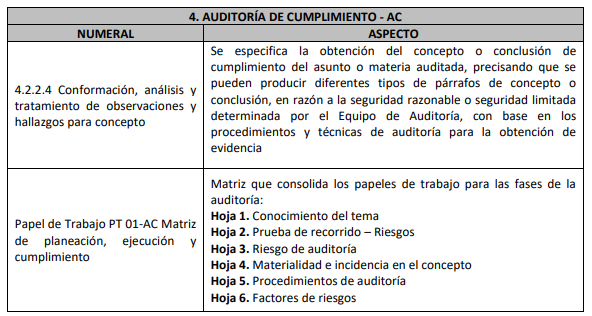 4. AUDITORÍA DE CUMPLIMIENTO - AC
NUMERAL
ASPECTO
4.2.2.4 Conformación, análisis y
tratamiento de observaciones y
hallazgos para concepto
Se especifica la obtención del concepto o conclusión de
cumplimiento del asunto o materia auditada, precisando que se
pueden producir diferentes tipos de párrafos de concepto o
conclusión, en razón a la seguridad razonable o seguridad limitada
determinada por el Equipo de Auditoría, con base en los
procedimientos y técnicas de auditoría para la obtención de
evidencia
Papel de Trabajo PT 01-AC Matriz
de planeación, ejecución y
cumplimiento
Matriz que consolida los papeles de trabajo para las fases de la
auditoría:
Hoja 1. Conocimiento del tema
Hoja 2. Prueba de recorrido – Riesgos
Hoja 3. Riesgo de auditoría
Hoja 4. Materialidad e incidencia en el concepto
Hoja 5. Procedimientos de auditoría
Hoja 6. Factores de riesgos